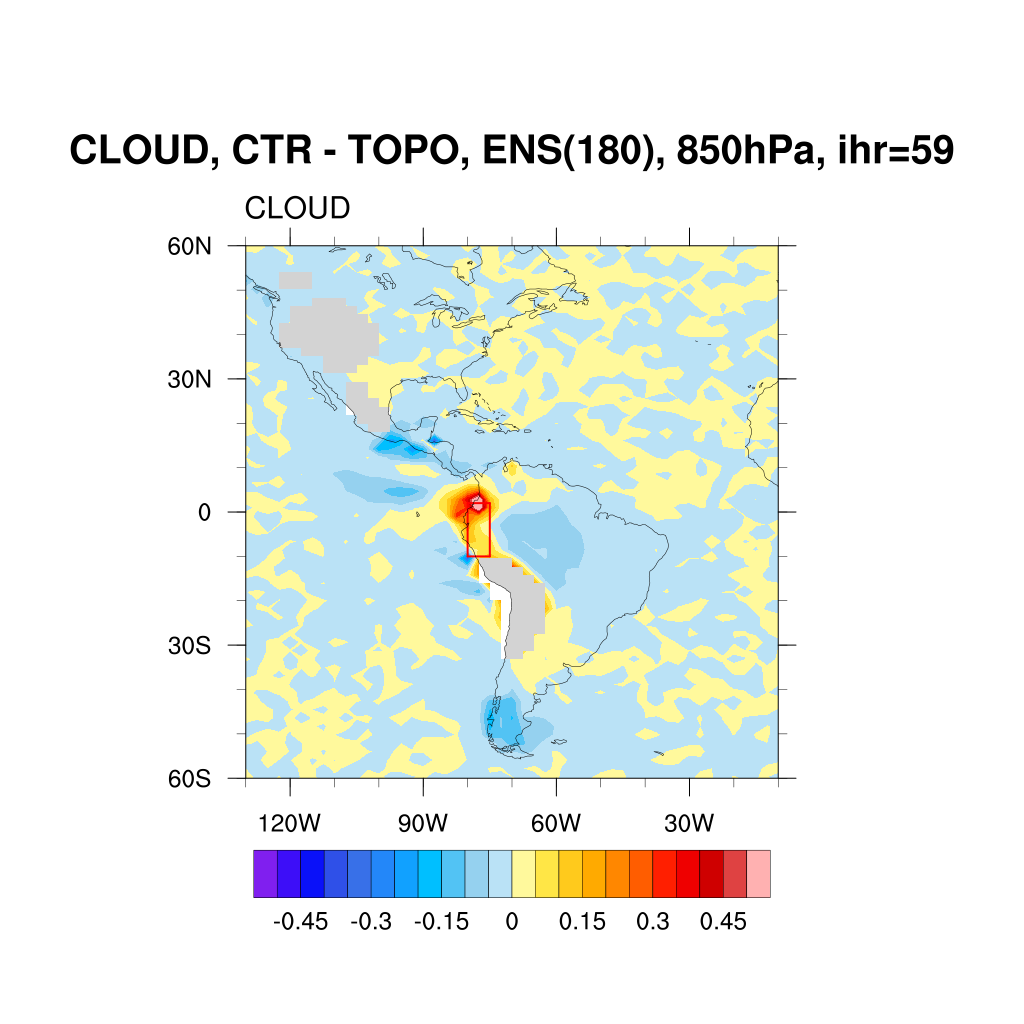 CLOUD, CTR - TOPO, ENS(180), 850hPa, ihr=59
CLOUD
60N
30N
0
30S
60S
120W 90W 60W 30W
-0.45 -0.3 -0.15 0 0.15 0.3 0.45